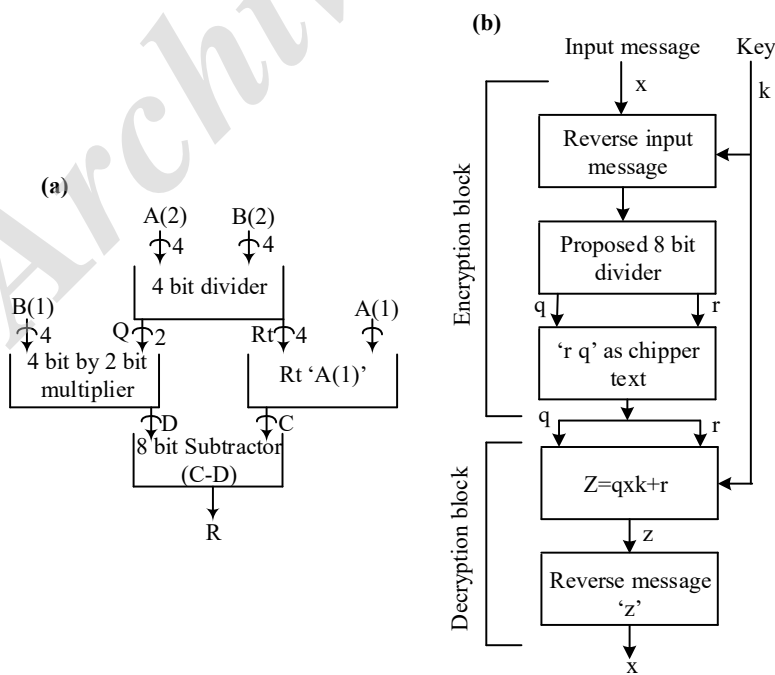 Archiv
(a)
A(2)
B(2)
4
4
4 bit divider
B(1)
4
Q
2
Rt
4
A(1)
4 bit by 2 bit
multiplier
Rt ‘A(1)’
D
C
8 bit Subtractor
(C-D)
R
(b)
Input message
Key
x
k
Encryption block
Reverse input
message
Proposed 8 bit
divider
q
r
‘r q’ as chipper
text
q
r
Decryption block
Z=qxk+r
z
Reverse message
‘z’
x